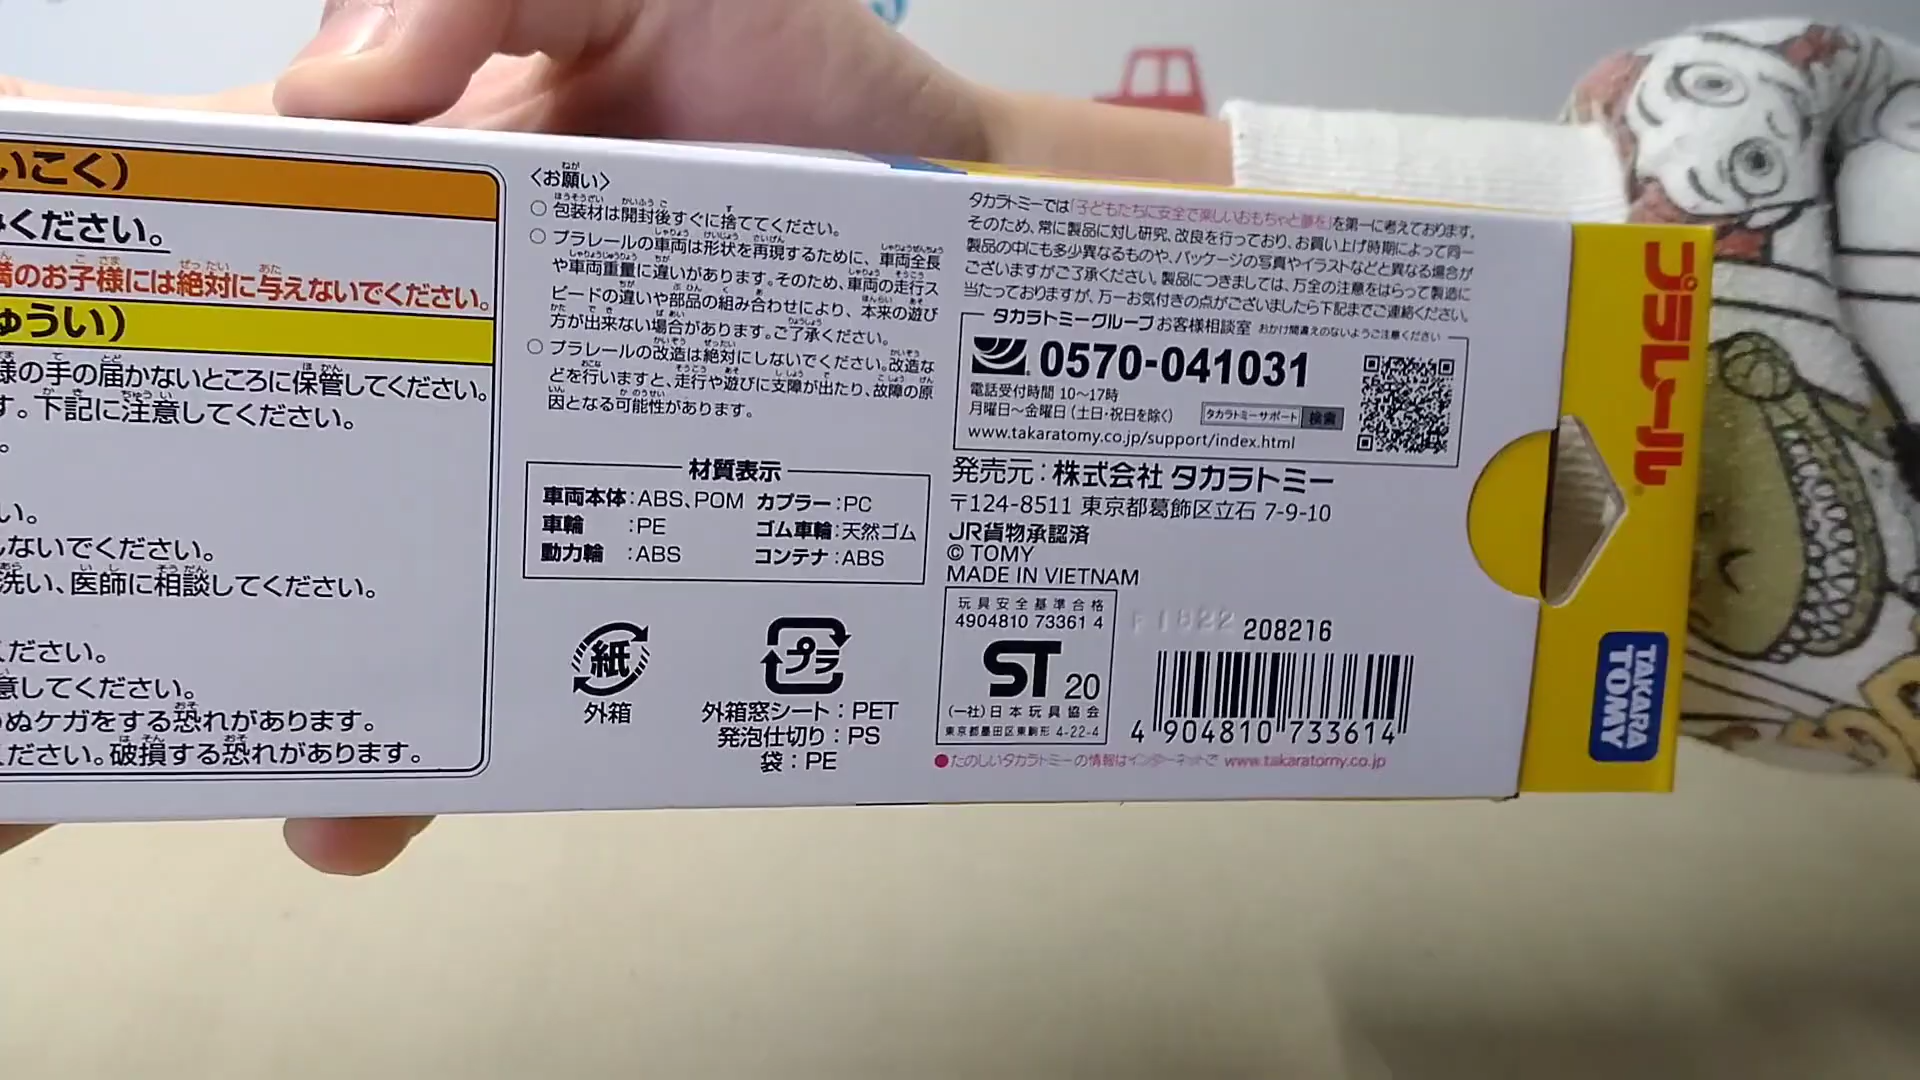 いこく)
みください。
満のお子様には絶対に与えないでください。
ゅうい)
様の手の届かないところに保管してください。
す。下記に注意してください。
。
い。
しないでください。
洗い、医師に相談してください。
ください。
意してください。
ぬケガをする恐れがあります。
ください。破損する恐れがあります。
〈お願い〉
○ 包装材は開封後すぐに捨ててください。
○ プラレールの車両は形状を再現するために、車両全長
や車両重量に違いがあります。そのため、車両の走行ス
ピードの違いや部品の組み合わせにより、本来の遊び
方が出来ない場合があります。ご了承ください。
○ プラレールの改造は絶対にしないでください。改造な
どを行いますと、走行や遊びに支障が出たり、故障の原
因となる可能性があります。
材質表示
車両本体:ABS、POM カプラー:PC
車輪 :PE ゴム車輪:天然ゴム
動力輪 :ABS コンテナ:ABS
紙
外箱
プラ
外箱窓シート:PET
発泡仕切り:PS
袋:PE
タカラトミーでは「子どもたちに安全で楽しいおもちゃと夢を」を第一に考えております。
そのため、常に製品に対し研究、改良を行っており、お買い上げ時期によって同一
製品の中にも多少異なるものや、パッケージの写真やイラストなどと異なる場合が
ございますがご了承ください。製品につきましては、万全の注意をはらって製造に
当たっておりますが、万一お気付きの点がございましたら下記までご連絡ください。
タカラトミーグループお客様相談室 おかけ間違えのないようご注意ください
0570-041031
電話受付時間 10〜17時
月曜日〜金曜日(土日・祝日を除く)
タカラトミーサポート 検索
www.takaratomy.co.jp/support/index.html
発売元:株式会社 タカラトミー
〒124-8511 東京都葛飾区立石 7-9-10
JR貨物承認済
© TOMY
MADE IN VIETNAM
玩具安全基準合格
4904810 73361 4
ST 20
(一社)日本玩具協会
東京都墨田区東駒形 4-22-4
208216
4 904810 733614
●たのしいタカラトミーの情報はインターネットで www.takaratomy.co.jp
プラレール
TAKARA
TOMY